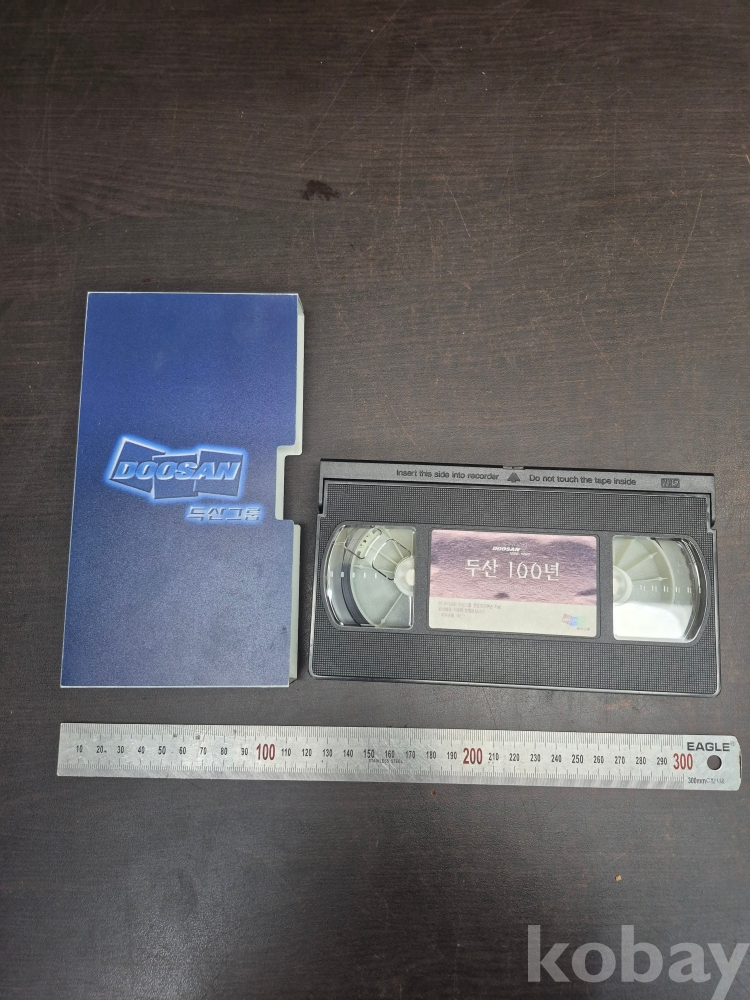 DOOSAN
두산그룹
Insert this side into recorder ▲ Do not touch the tape inside
VHS
DOOSAN
두산 100년
10 20 30 40 50 60 70 80 90 100 110 120 130 140 150 160 170 180 190 200 210 220 230 240 250 260 270 280 290 300
STAINLESS STEEL
EAGLE
300mm
kobay